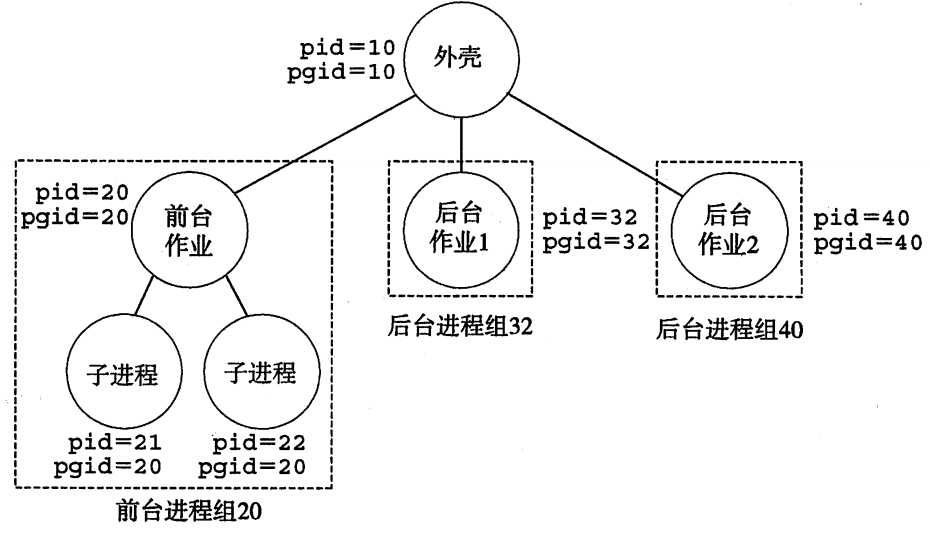 pid=10
pgid=10
外壳
pid=20
pgid=20
前台
作业
后台
作业1
pid=32
pgid=32
后台
作业2
pid=40
pgid=40
后台进程组32
后台进程组40
子进程
子进程
pid=21
pgid=20
pid=22
pgid=20
前台进程组20